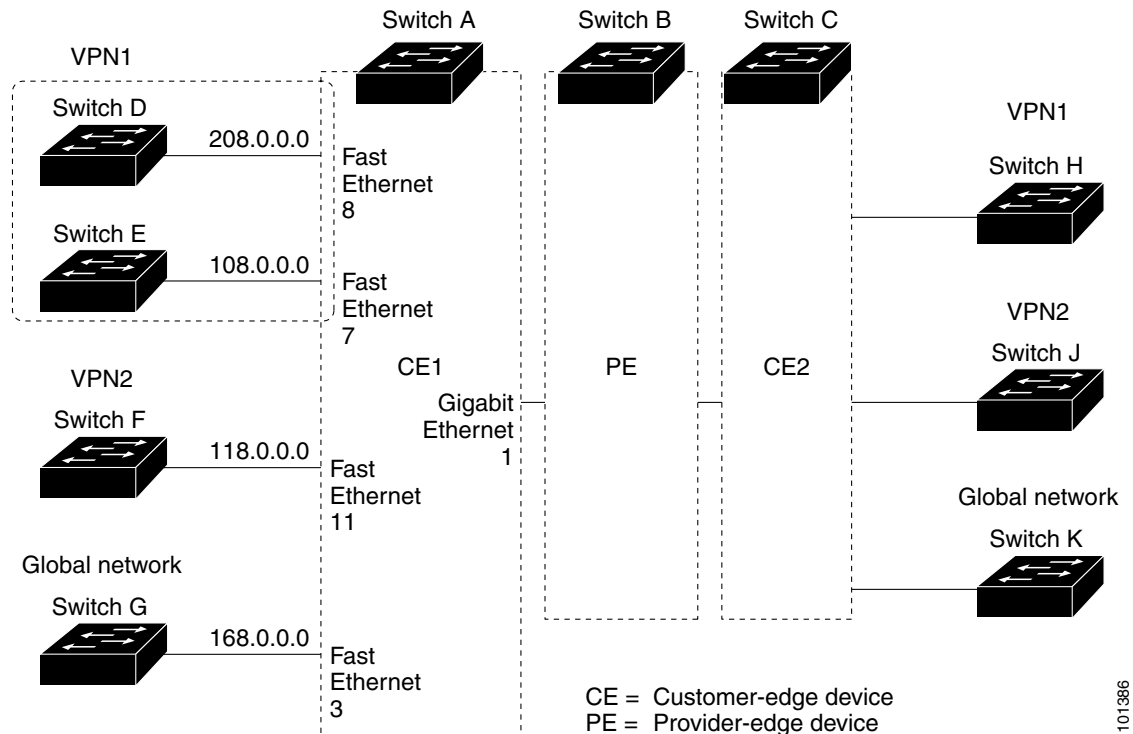 Switch A
Switch B
Switch C
VPN1
Switch D
208.0.0.0
Fast
Ethernet
8
Switch E
108.0.0.0
Fast
Ethernet
7
VPN2
Switch F
118.0.0.0
Fast
Ethernet
11
Global network
Switch G
168.0.0.0
Fast
Ethernet
3
CE1
Gigabit
Ethernet
1
PE
CE2
VPN1
Switch H
VPN2
Switch J
Global network
Switch K
CE = Customer-edge device
PE = Provider-edge device
101386